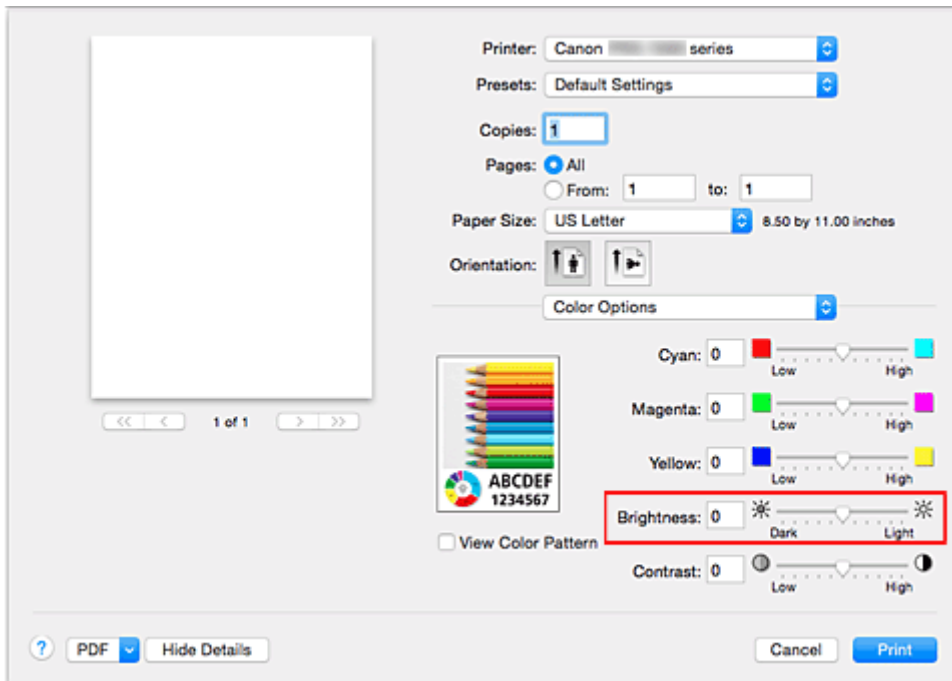 Printer: Canon series
Presets: Default Settings
Copies: 1
Pages: All
From: 1 to: 1
Paper Size: US Letter 8.50 by 11.00 inches
Orientation:
Color Options
Cyan: 0
Low High
Magenta: 0
Low High
Yellow: 0
Low High
Brightness: 0
Dark Light
Contrast: 0
Low High
<< < 1 of 1 > >>
ABCDEF
1234567
View Color Pattern
? PDF Hide Details Cancel Print